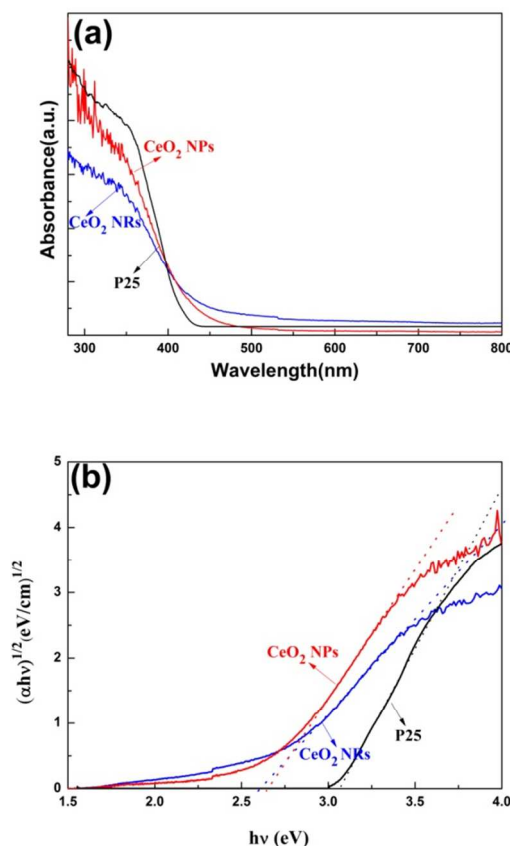 (a)
Absorbance(a.u.)
CeO₂ NPs
CeO₂ NRs
P25
300 400 500 600 700 800
Wavelength(nm)
(b)
(αhν)^1/2 (eV/cm)^1/2
5
4
3
2
1
0
CeO₂ NPs
P25
CeO₂ NRs
1.5 2.0 2.5 3.0 3.5 4.0
hν (eV)